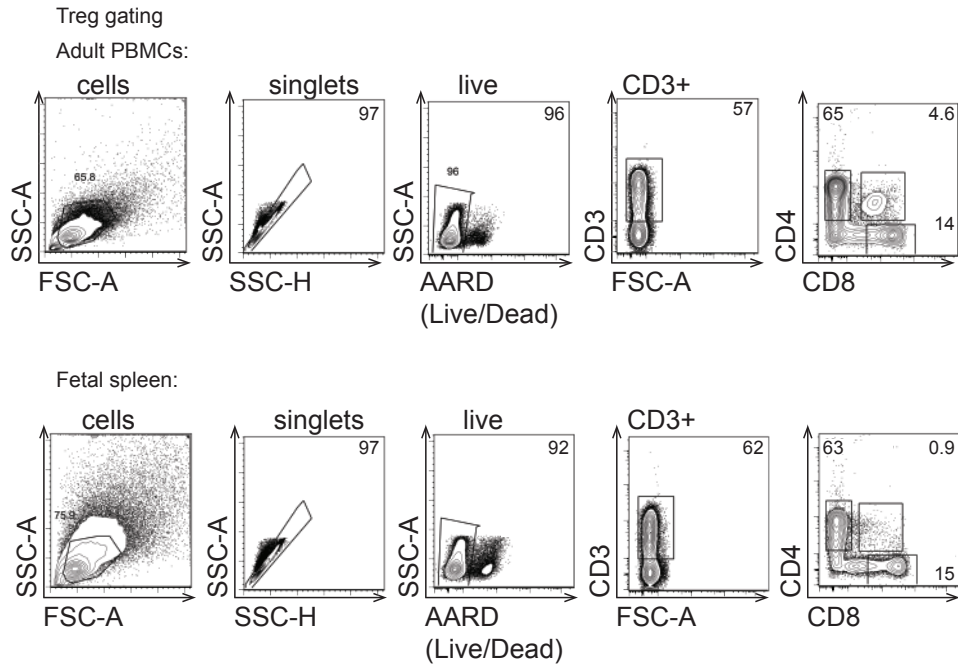 Treg gating
Adult PBMCs:
cells singlets live CD3+
97 96 57 65 4.6
65.8 96
14
SSC-A SSC-A SSC-A CD3 CD4
FSC-A SSC-H AARD FSC-A CD8
(Live/Dead)
Fetal spleen:
cells singlets live CD3+
97 92 62 63 0.9
75.9
15
SSC-A SSC-A SSC-A CD3 CD4
FSC-A SSC-H AARD FSC-A CD8
(Live/Dead)